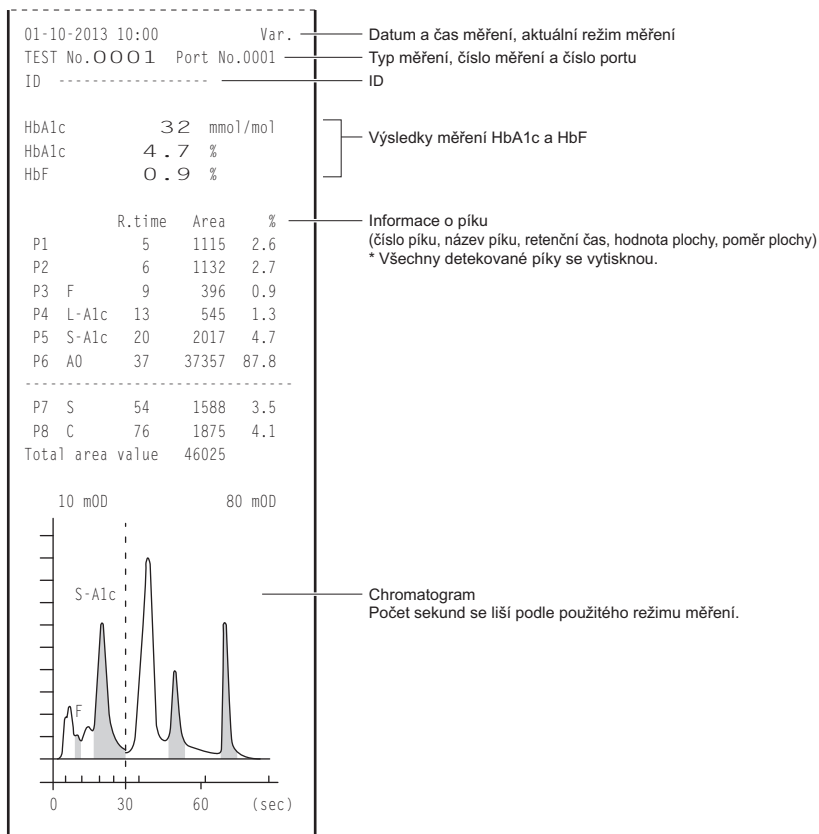 01-10-2013 10:00 Var. Datum a čas měření, aktuální režim měření
TEST No.0001 Port No.0001 Typ měření, číslo měření a číslo portu
ID ------------------ ID
HbA1c 32 mmol/mol
HbA1c 4.7 %
HbF 0.9 %
Výsledky měření HbA1c a HbF
R.time Area %
P1 5 1115 2.6
P2 6 1132 2.7
P3 F 9 396 0.9
P4 L-A1c 13 545 1.3
P5 S-A1c 20 2017 4.7
P6 A0 37 37357 87.8
P7 S 54 1588 3.5
P8 C 76 1875 4.1
Total area value 46025
Informace o píku
(číslo píku, název píku, retenční čas, hodnota plochy, poměr plochy)
* Všechny detekované píky se vytisknou.
10 mOD 80 mOD
S-A1c
F
0 30 60 (sec)
Chromatogram
Počet sekund se liší podle použitého režimu měření.